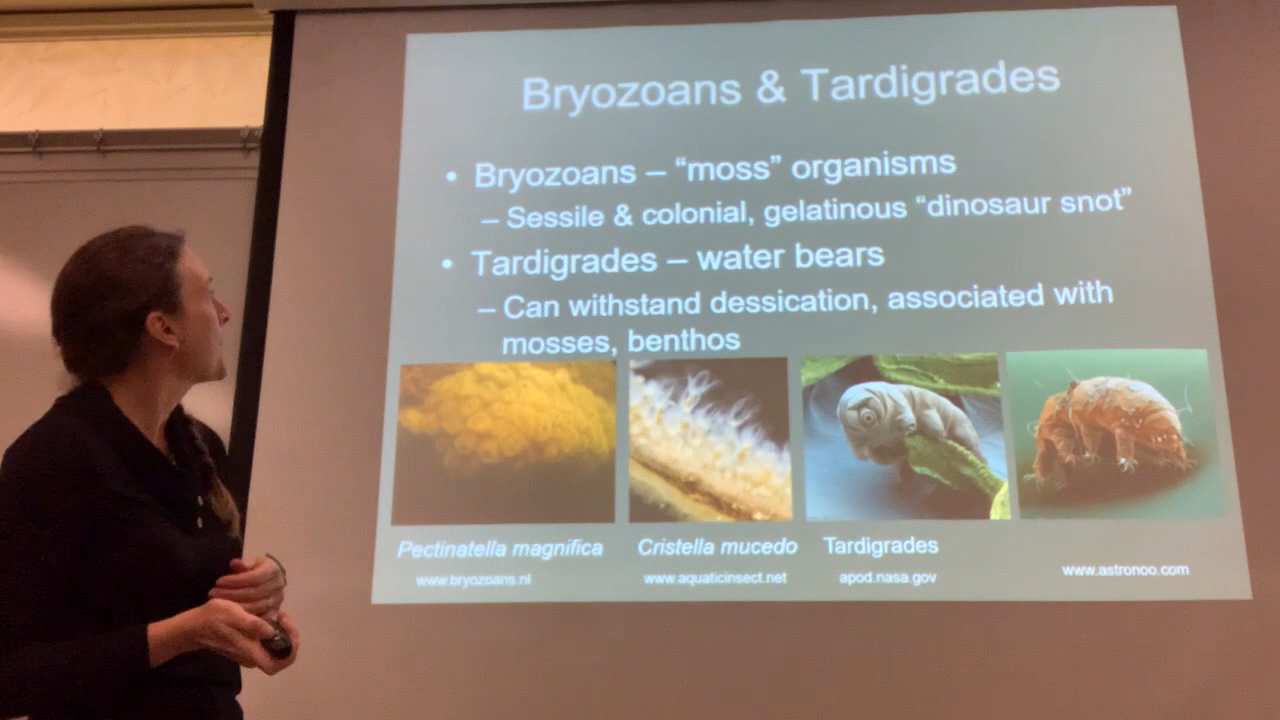 Bryozoans & Tardigrades
• Bryozoans – “moss” organisms
– Sessile & colonial, gelatinous “dinosaur snot”
• Tardigrades – water bears
– Can withstand dessication, associated with
mosses, benthos
Pectinatella magnifica
Cristella mucedo
Tardigrades
www.bryozoans.nl
www.aquaticinsect.net
apod.nasa.gov
www.astronoo.com